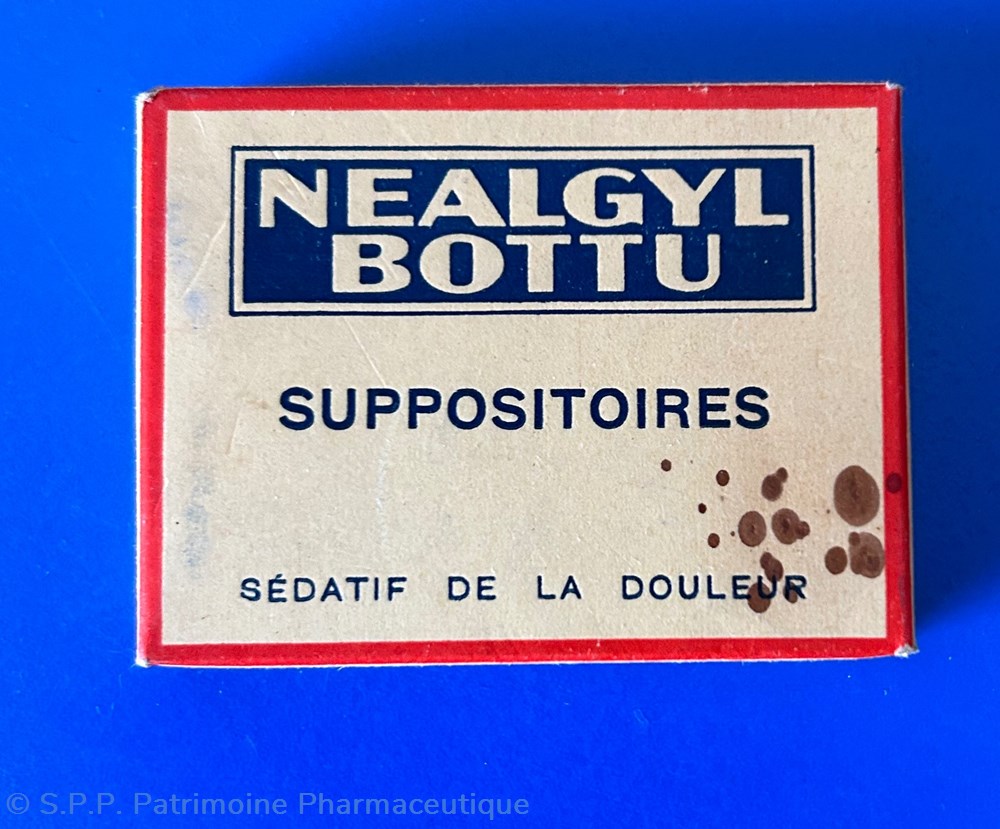 NEALGYL
BOTTU
SUPPOSITOIRES
SÉDATIF DE LA DOULEUR
© S.P.P. Patrimoine Pharmaceutique